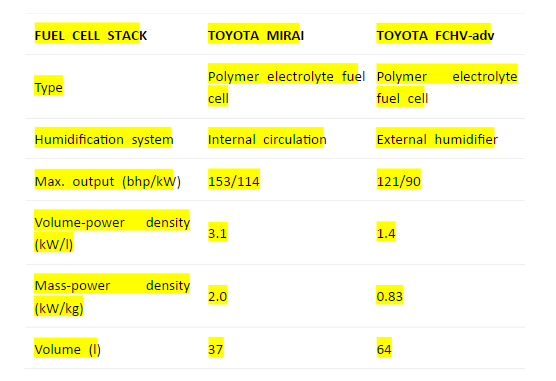 FUEL CELL STACK TOYOTA MIRAI TOYOTA FCHV-adv
Type Polymer electrolyte fuel cell Polymer electrolyte fuel cell
Humidification system Internal circulation External humidifier
Max. output (bhp/kW) 153/114 121/90
Volume-power density (kW/l) 3.1 1.4
Mass-power density (kW/kg) 2.0 0.83
Volume (l) 37 64